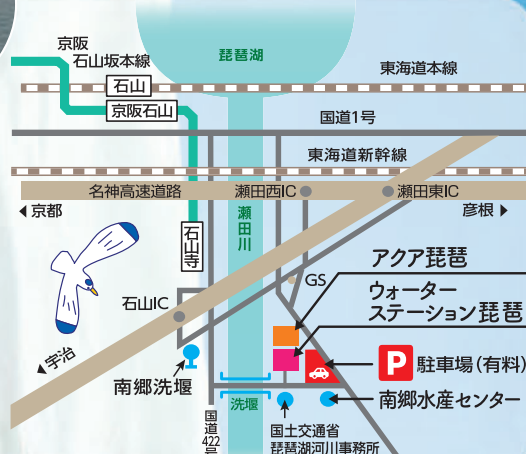 京阪
石山坂本線
琵琶湖
石山
東海道本線
京阪石山
国道1号
東海道新幹線
名神高速道路
瀬田西IC
瀬田東IC
京都
彦根
石山寺
瀬田川
アクア琵琶
GS
ウォーター
ステーション琵琶
石山IC
宇治
P 駐車場(有料)
南郷洗堰
洗堰
南郷水産センター
国道422号
国土交通省
琵琶湖河川事務所